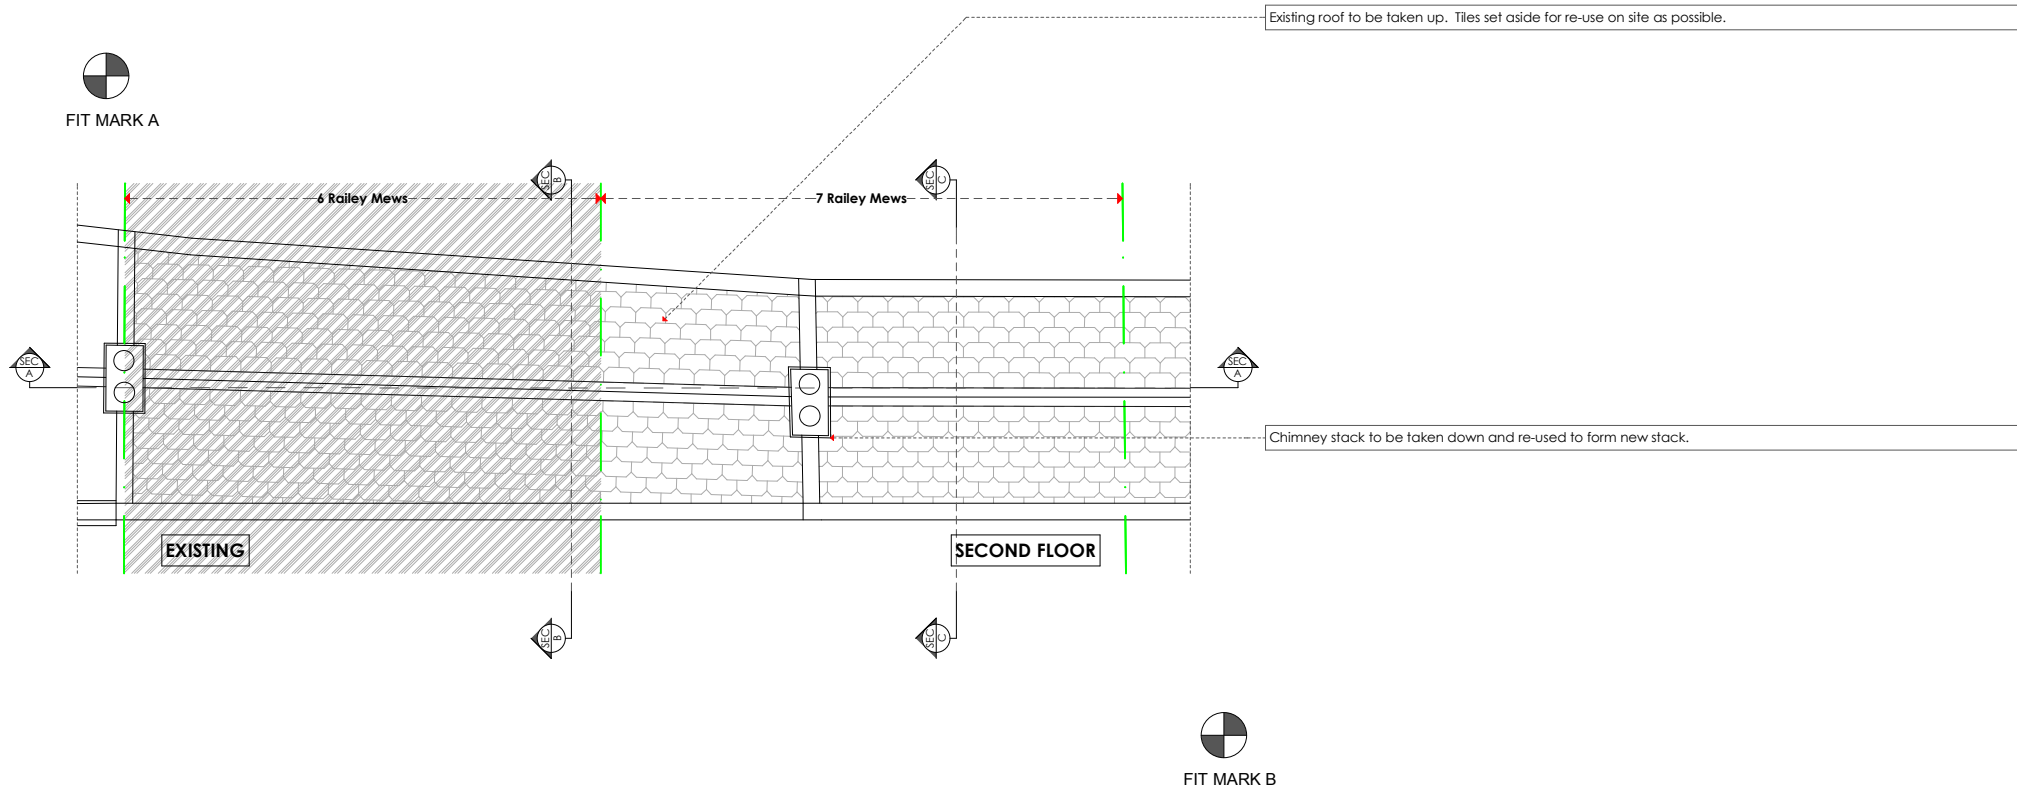 Existing roof to be taken up. Tiles set aside for re-use on site as possible.
FIT MARK A
SEC B
SEC C
6 Railey Mews
7 Railey Mews
SEC A
SEC A
Chimney stack to be taken down and re-used to form new stack.
EXISTING
SECOND FLOOR
SEC B
SEC C
FIT MARK B